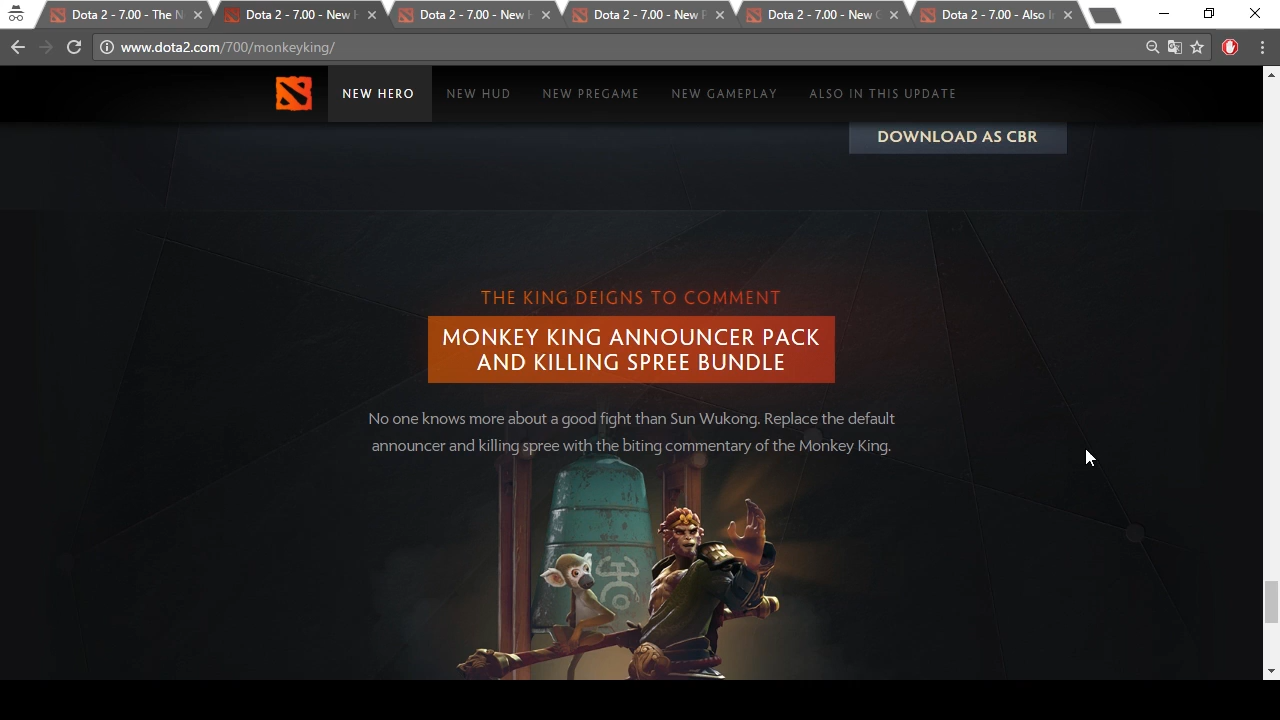 Dota 2 - 7.00 - The N
Dota 2 - 7.00 - New H
Dota 2 - 7.00 - New H
Dota 2 - 7.00 - New P
Dota 2 - 7.00 - New G
Dota 2 - 7.00 - Also In
www.dota2.com/700/monkeyking/
NEW HERO
NEW HUD
NEW PREGAME
NEW GAMEPLAY
ALSO IN THIS UPDATE
DOWNLOAD AS CBR
THE KING DEIGNS TO COMMENT
MONKEY KING ANNOUNCER PACK
AND KILLING SPREE BUNDLE
No one knows more about a good fight than Sun Wukong. Replace the default
announcer and killing spree with the biting commentary of the Monkey King.